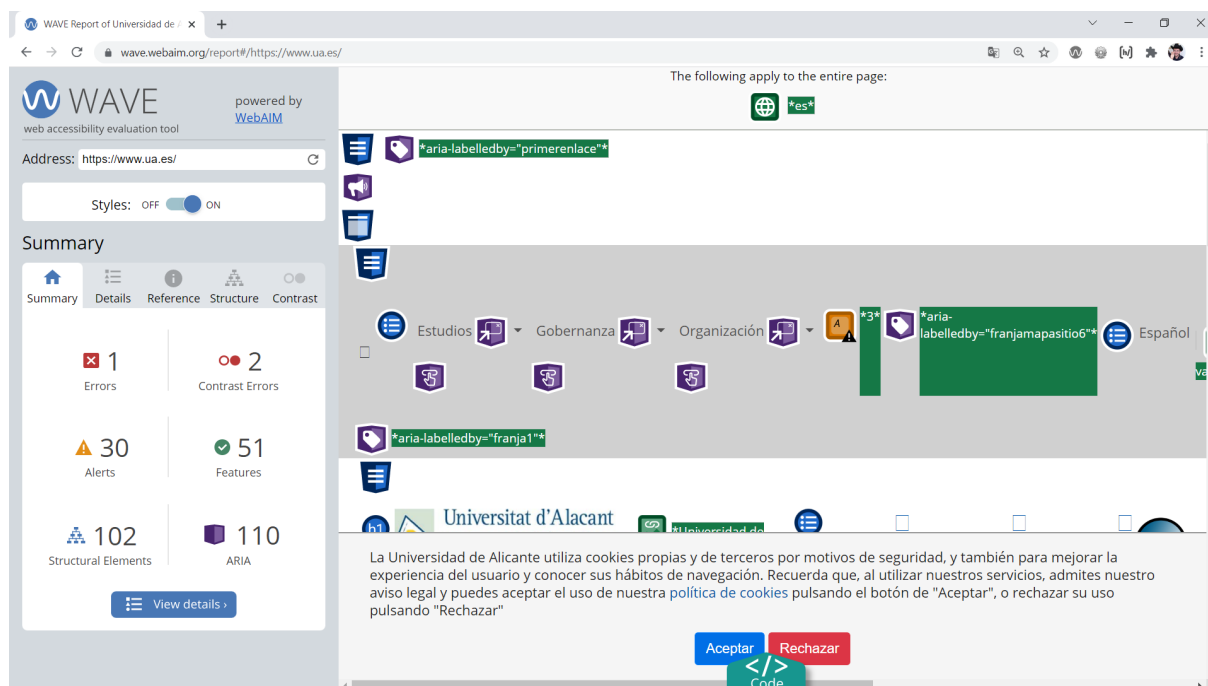 WAVE Report of Universidad de A
wave.webaim.org/report#/https://www.ua.es/
WAVE
web accessibility evaluation tool
powered by
WebAIM
Address: https://www.ua.es/
Styles: OFF ON
Summary
Summary Details Reference Structure Contrast
1 Errors
2 Contrast Errors
30 Alerts
51 Features
102 Structural Elements
110 ARIA
View details ›
The following apply to the entire page:
*es*
*aria-labelledby="primerenlace"*
Estudios Gobernanza Organización A *3* *aria-
labelledby="franjamapasitio6"* Español
va
*aria-labelledby="franja1"*
h1 Universitat d'Alacant
*Universidad de
La Universidad de Alicante utiliza cookies propias y de terceros por motivos de seguridad, y también para mejorar la
experiencia del usuario y conocer sus hábitos de navegación. Recuerda que, al utilizar nuestros servicios, admites nuestro
aviso legal y puedes aceptar el uso de nuestra política de cookies pulsando el botón de "Aceptar", o rechazar su uso
pulsando "Rechazar"
Aceptar Rechazar
</>
Code